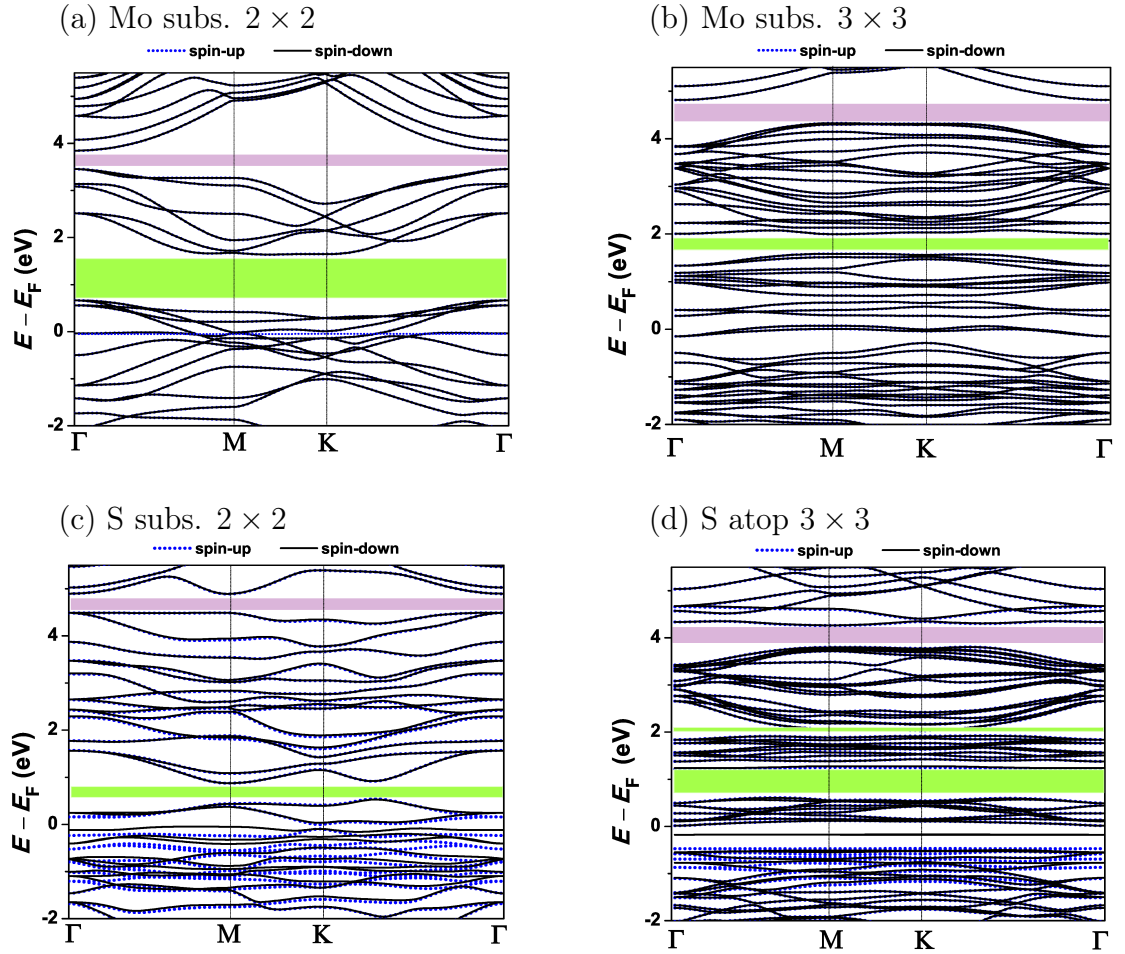 (a) Mo subs. 2 × 2
spin-up spin-down
E – E_F (eV)
4
2
0
-2
Γ M K Γ
(b) Mo subs. 3 × 3
spin-up spin-down
E – E_F (eV)
4
2
0
-2
Γ M K Γ
(c) S subs. 2 × 2
spin-up spin-down
E – E_F (eV)
4
2
0
-2
Γ M K Γ
(d) S atop 3 × 3
spin-up spin-down
E – E_F (eV)
4
2
0
-2
Γ M K Γ